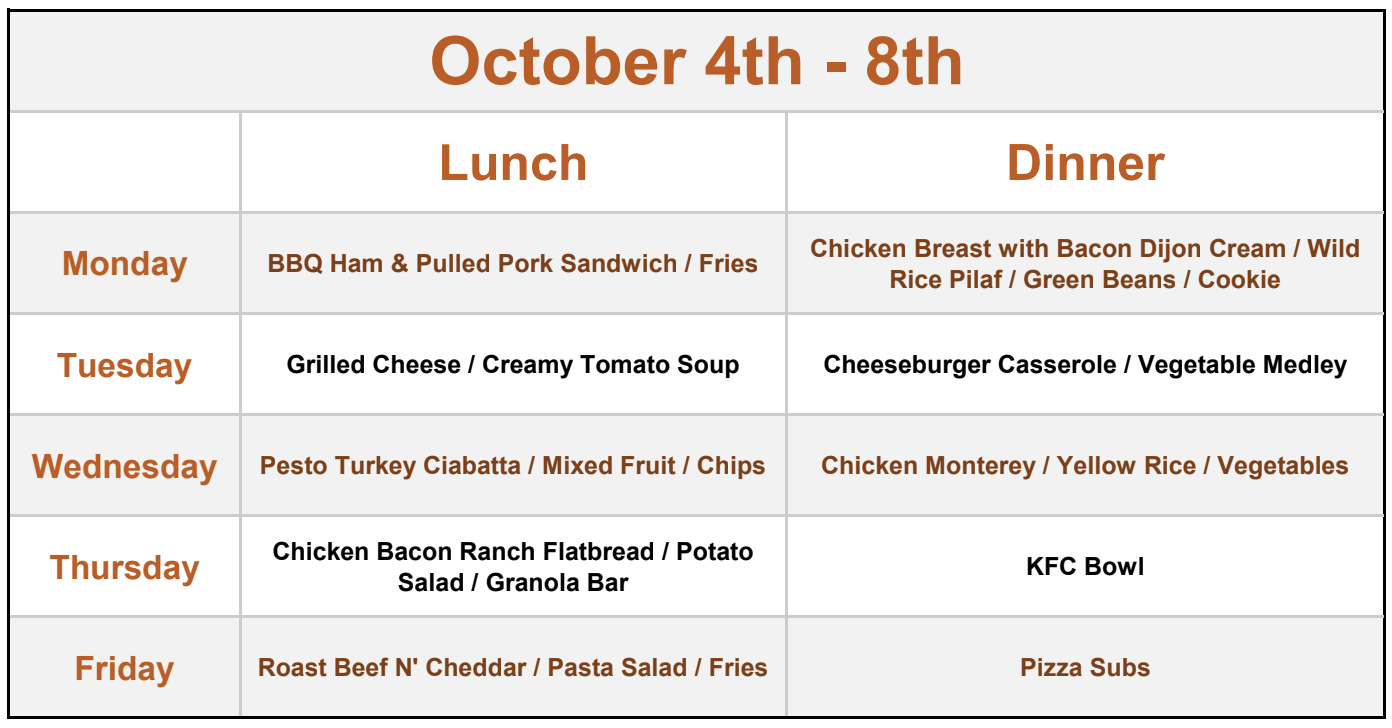 October 4th - 8th
Lunch
Dinner
Monday
BBQ Ham & Pulled Pork Sandwich / Fries
Chicken Breast with Bacon Dijon Cream / Wild
Rice Pilaf / Green Beans / Cookie
Tuesday
Grilled Cheese / Creamy Tomato Soup
Cheeseburger Casserole / Vegetable Medley
Wednesday
Pesto Turkey Ciabatta / Mixed Fruit / Chips
Chicken Monterey / Yellow Rice / Vegetables
Thursday
Chicken Bacon Ranch Flatbread / Potato
Salad / Granola Bar
KFC Bowl
Friday
Roast Beef N' Cheddar / Pasta Salad / Fries
Pizza Subs